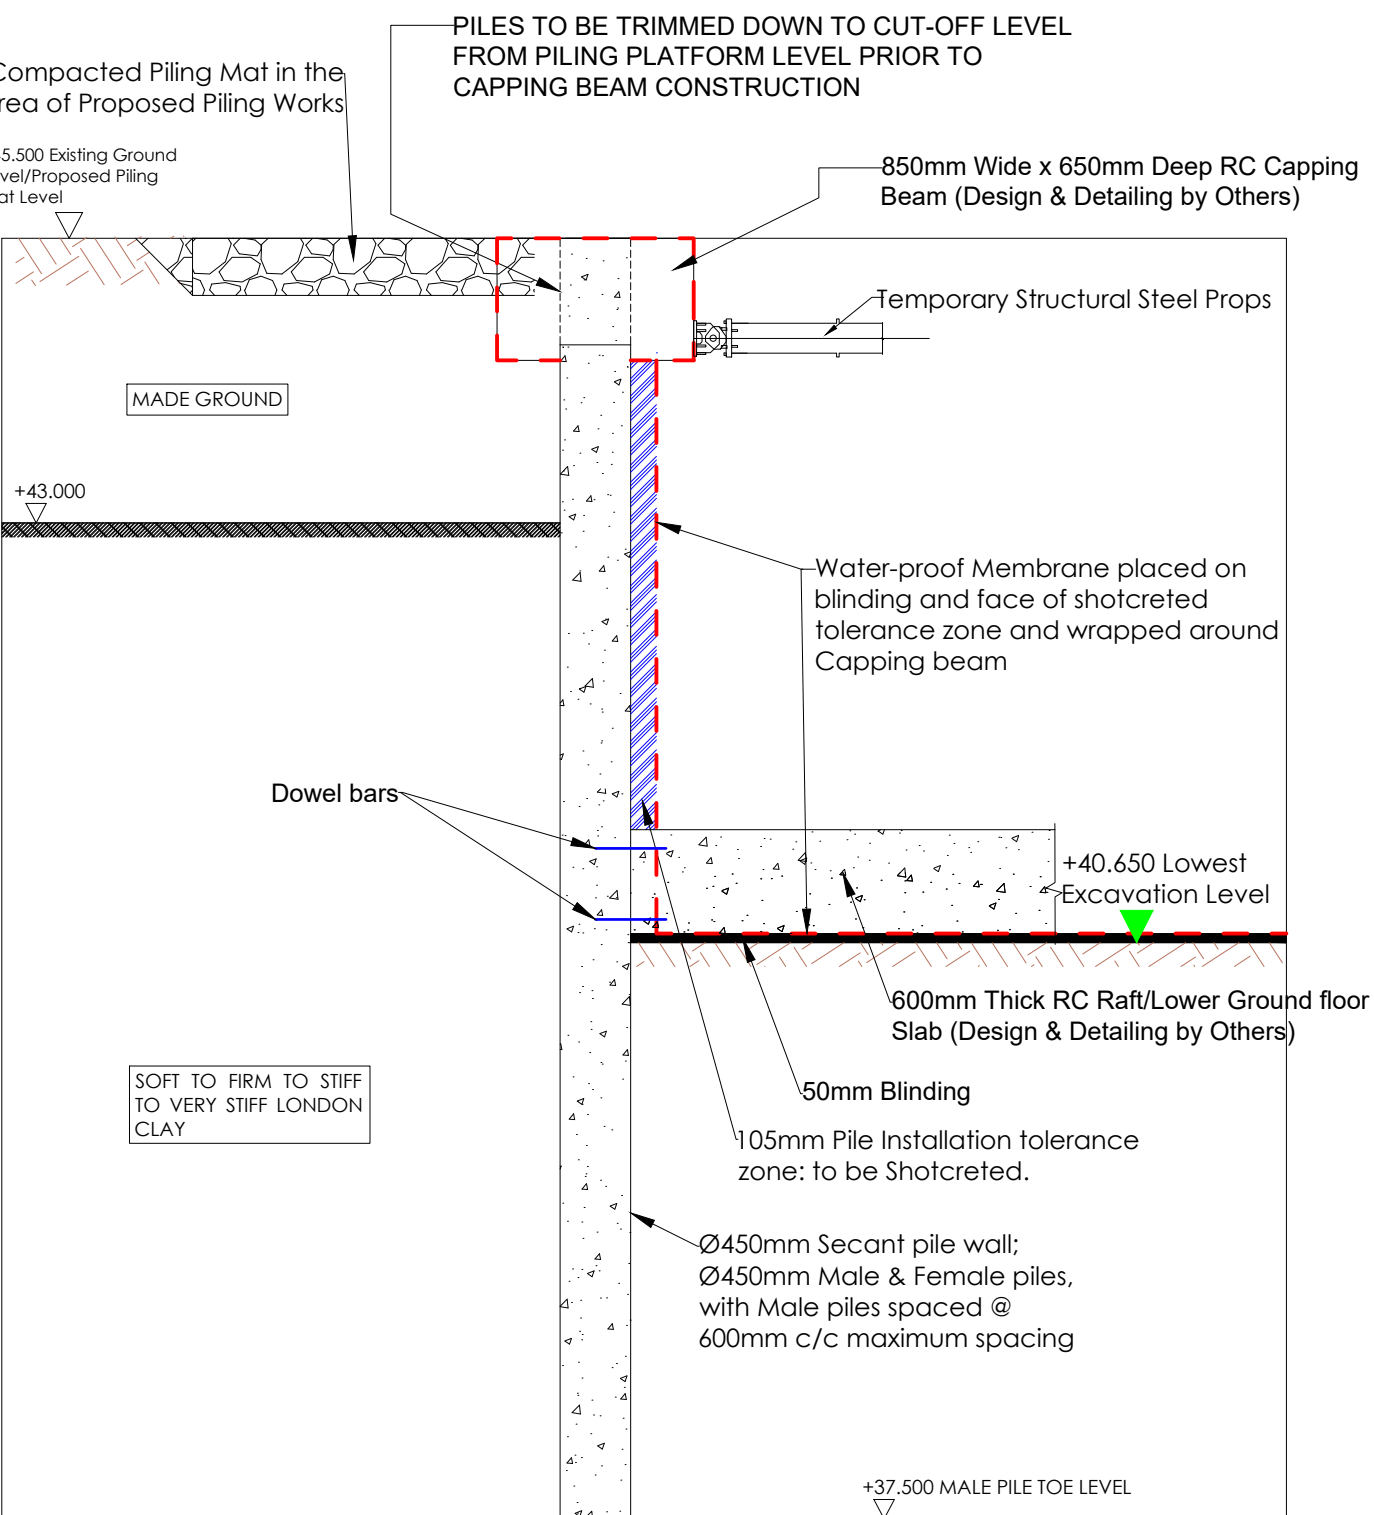 PILES TO BE TRIMMED DOWN TO CUT-OFF LEVEL
FROM PILING PLATFORM LEVEL PRIOR TO
CAPPING BEAM CONSTRUCTION
Compacted Piling Mat in the
rea of Proposed Piling Works
5.500 Existing Ground
vel/Proposed Piling
at Level
850mm Wide x 650mm Deep RC Capping
Beam (Design & Detailing by Others)
Temporary Structural Steel Props
MADE GROUND
+43.000
Water-proof Membrane placed on
blinding and face of shotcreted
tolerance zone and wrapped around
Capping beam
Dowel bars
+40.650 Lowest
Excavation Level
600mm Thick RC Raft/Lower Ground floor
Slab (Design & Detailing by Others)
50mm Blinding
SOFT TO FIRM TO STIFF
TO VERY STIFF LONDON
CLAY
105mm Pile Installation tolerance
zone: to be Shotcreted.
Ø450mm Secant pile wall;
Ø450mm Male & Female piles,
with Male piles spaced @
600mm c/c maximum spacing
+37.500 MALE PILE TOE LEVEL